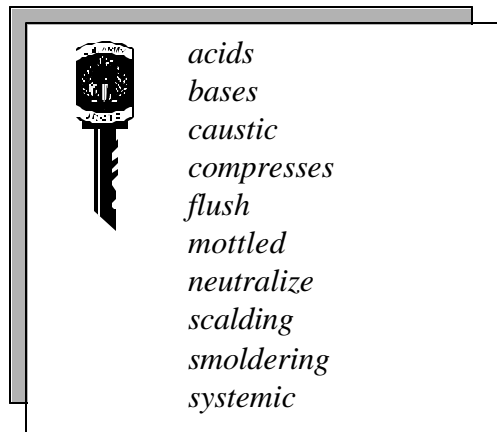 acids
bases
caustic
compresses
flush
mottled
neutralize
scalding
smoldering
systemic